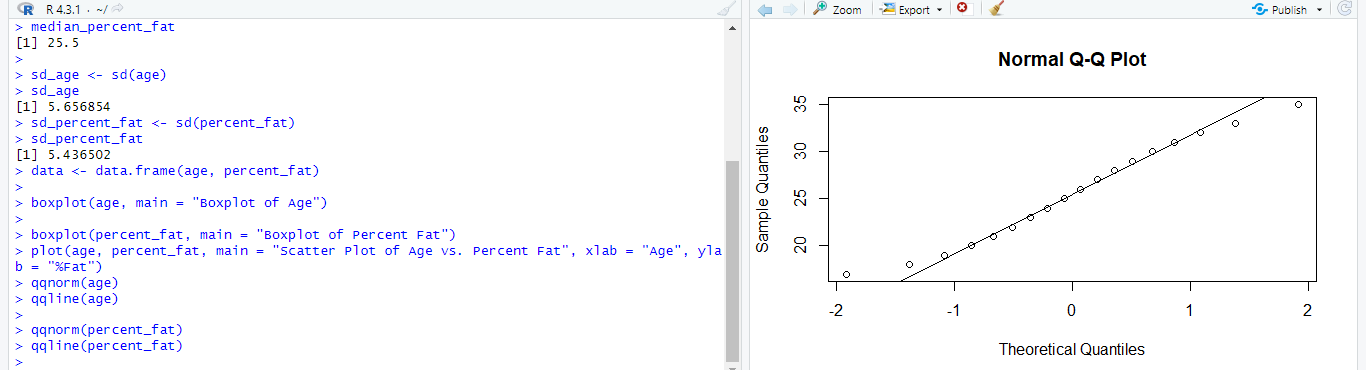 R 4.3.1 · ~/
> median_percent_fat
[1] 25.5
>
> sd_age <- sd(age)
> sd_age
[1] 5.656854
> sd_percent_fat <- sd(percent_fat)
> sd_percent_fat
[1] 5.436502
> data <- data.frame(age, percent_fat)
>
> boxplot(age, main = "Boxplot of Age")
>
> boxplot(percent_fat, main = "Boxplot of Percent Fat")
> plot(age, percent_fat, main = "Scatter Plot of Age vs. Percent Fat", xlab = "Age", yla
b = "%Fat")
> qqnorm(age)
> qqline(age)
>
> qqnorm(percent_fat)
> qqline(percent_fat)
>
Zoom Export Publish
Normal Q-Q Plot
Sample Quantiles
35
30
25
20
-2 -1 0 1 2
Theoretical Quantiles